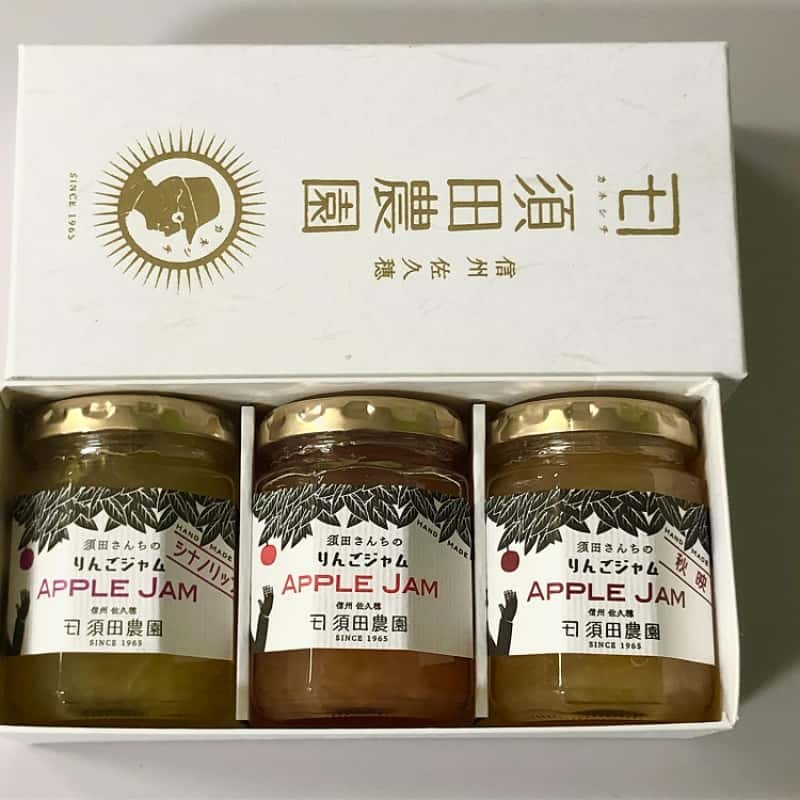 カネシチ
須田農園
信州 佐久穂
カネシチ
SINCE 1965
HAND MADE
シナノリッ
須田さんちの
りんごジャム
APPLE JAM
信州 佐久穂
須田農園
SINCE 1965
HAND MADE
須田さんちの
りんごジャム
APPLE JAM
信州 佐久穂
須田農園
SINCE 1965
HAND MADE
秋映
須田さんちの
りんごジャム
APPLE JAM
信州 佐久穂
須田農園
SINCE 1965